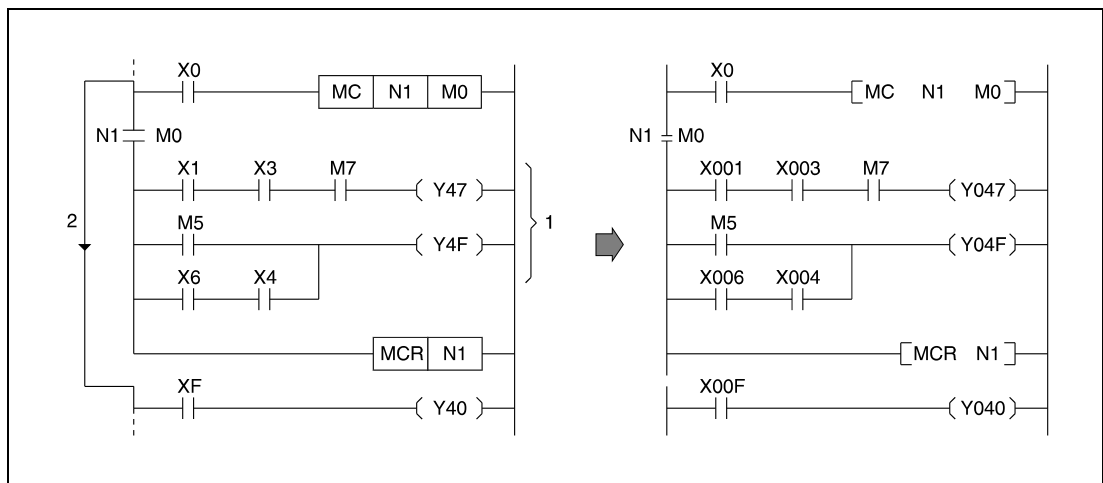 X0
MC N1 M0
N1 M0
X1 X3 M7 Y47
1
2
M5 Y4F
X6 X4
MCR N1
XF Y40
X0
MC N1 M0
N1 M0
X001 X003 M7 Y047
M5 Y04F
X006 X004
MCR N1
X00F Y040